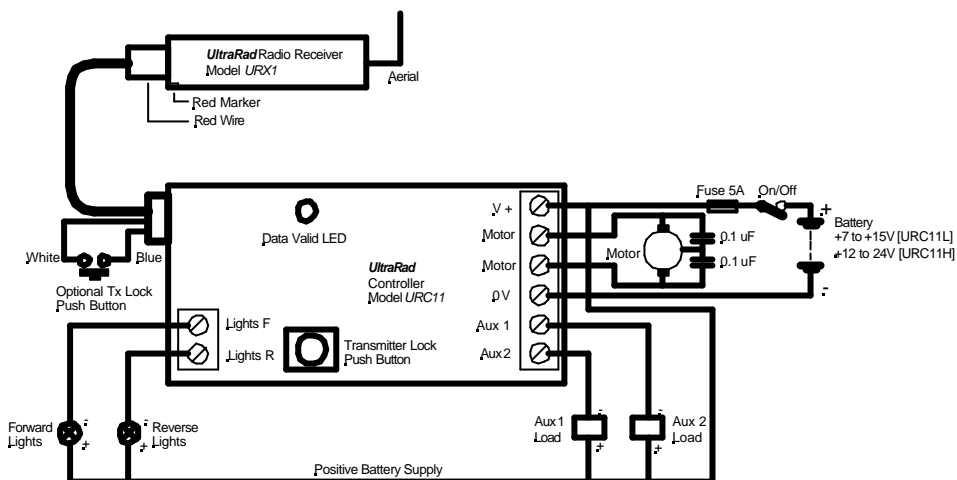 UltraRad Radio Receiver
Model URX1
Aerial
Red Marker
Red Wire
Fuse 5A
On/Off
V +
+
Data Valid LED
Motor
Motor
0.1 uF
Battery
+7 to +15V [URC11L]
+12 to 24V [URC11H]
White
Blue
UltraRad
Controller
Model URC11
Motor
0.1 uF
Optional Tx Lock
Push Button
0V
-
Lights F
Aux 1
Lights R
Transmitter Lock
Push Button
Aux2
Forward
Lights
-
+
-
+
Reverse
Lights
Aux1
Load
-
+
-
+
Aux 2
Load
Positive Battery Supply